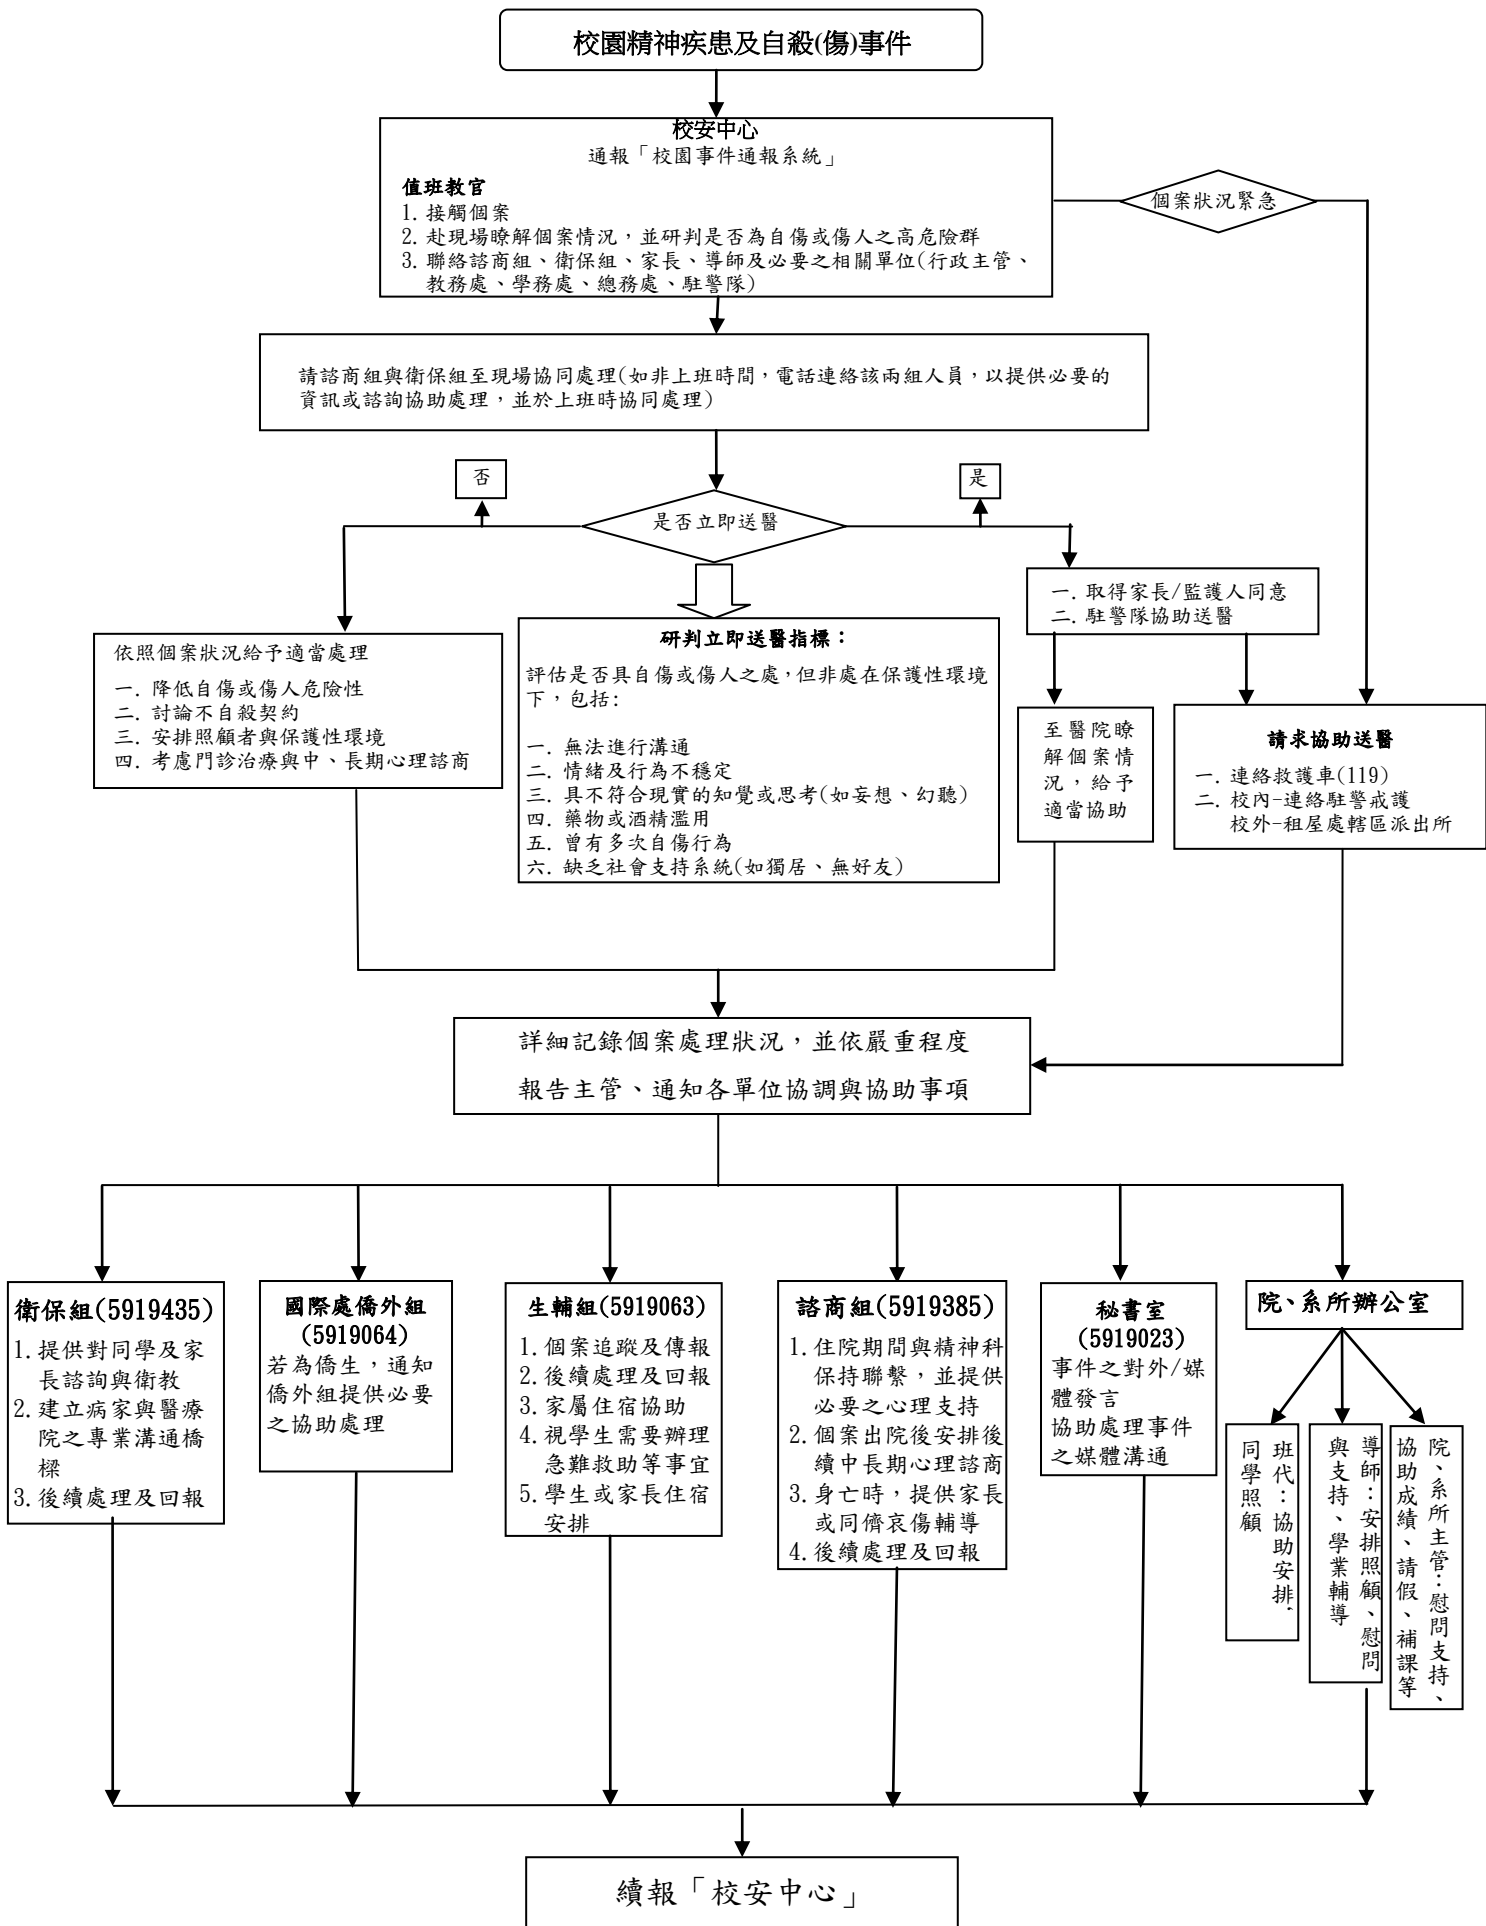 校園精神疾患及自殺(傷)事件
校安中心
通報「校園事件通報系統」
值班教官
1. 接觸個案
2. 赴現場瞭解個案情況，並研判是否為自傷或傷人之高危險群
3. 聯絡諮商組、衛保組、家長、導師及必要之相關單位(行政主管、
教務處、學務處、總務處、駐警隊)
個案狀況緊急
請諮商組與衛保組至現場協同處理(如非上班時間，電話連絡該兩組人員，以提供必要的
資訊或諮詢協助處理，並於上班時協同處理)
否
是
是否立即送醫
一. 取得家長/監護人同意
二. 駐警隊協助送醫
依照個案狀況給予適當處理
一. 降低自傷或傷人危險性
二. 討論不自殺契約
三. 安排照顧者與保護性環境
四. 考慮門診治療與中、長期心理諮商
研判立即送醫指標：
評估是否具自傷或傷人之處，但非處在保護性環境
下，包括:
一. 無法進行溝通
二. 情緒及行為不穩定
三. 具不符合現實的知覺或思考(如妄想、幻聽)
四. 藥物或酒精濫用
五. 曾有多次自傷行為
六. 缺乏社會支持系統(如獨居、無好友)
至醫院瞭
解個案情
況，給予
適當協助
請求協助送醫
一. 連絡救護車(119)
二. 校內-連絡駐警戒護
校外-租屋處轄區派出所
詳細記錄個案處理狀況，並依嚴重程度
報告主管、通知各單位協調與協助事項
衛保組(5919435)
1. 提供對同學及家
長諮詢與衛教
2. 建立病家與醫療
院之專業溝通橋
樑
3. 後續處理及回報
國際處僑外組
(5919064)
若為僑生，通知
僑外組提供必要
之協助處理
生輔組(5919063)
1. 個案追蹤及傳報
2. 後續處理及回報
3. 家屬住宿協助
4. 視學生需要辦理
急難救助等事宜
5. 學生或家長住宿
安排
諮商組(5919385)
1. 住院期間與精神科
保持聯繫，並提供
必要之心理支持
2. 個案出院後安排後
續中長期心理諮商
3. 身亡時，提供家長
或同儕哀傷輔導
4. 後續處理及回報
秘書室
(5919023)
事件之對外/媒
體發言
協助處理事件
之媒體溝通
院、系所辦公室
班代：協助安排
同學照顧
導師：安排照顧、慰問
與支持、學業輔導
院、系所主管：慰問支持、
協助成績、請假、補課等
續報「校安中心」